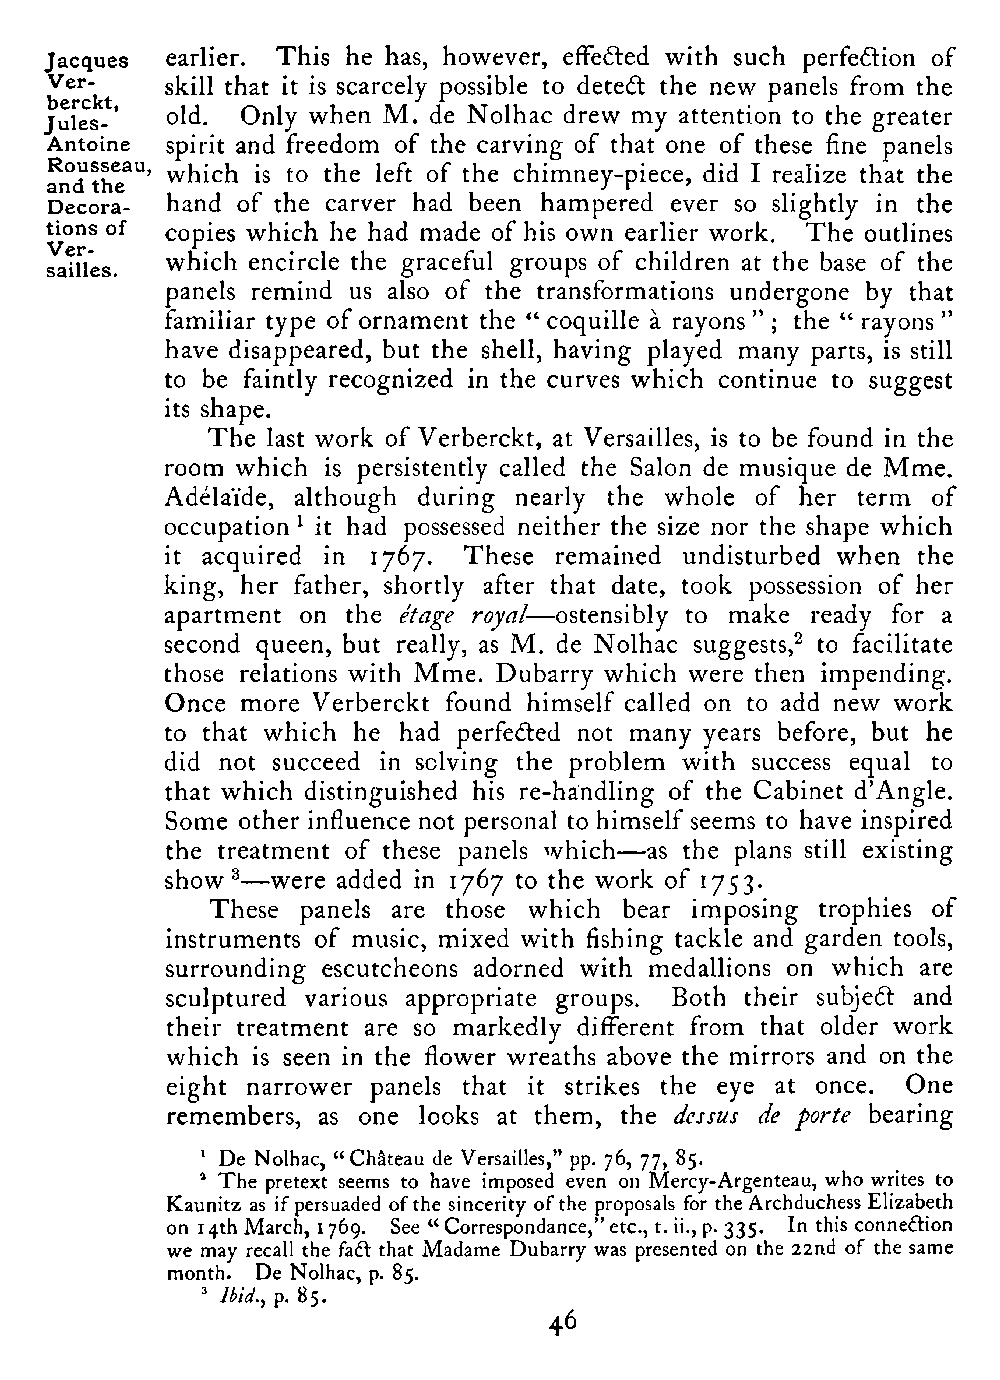 Jacques
Ver-
berckt,
Jules-
Antoine
Rousseau,
and the
Decora-
tions of
Ver-
sailles.
earlier. This he has, however, effected with such perfection of
skill that it is scarcely possible to detect the new panels from the
old. Only when M. de Nolhac drew my attention to the greater
spirit and freedom of the carving of that one of these fine panels
which is to the left of the chimney-piece, did I realize that the
hand of the carver had been hampered ever so slightly in the
copies which he had made of his own earlier work. The outlines
which encircle the graceful groups of children at the base of the
panels remind us also of the transformations undergone by that
familiar type of ornament the “coquille à rayons”; the “rayons”
have disappeared, but the shell, having played many parts, is still
to be faintly recognized in the curves which continue to suggest
its shape.
The last work of Verberckt, at Versailles, is to be found in the
room which is persistently called the Salon de musique de Mme.
Adélaïde, although during nearly the whole of her term of
occupation ¹ it had possessed neither the size nor the shape which
it acquired in 1767. These remained undisturbed when the
king, her father, shortly after that date, took possession of her
apartment on the étage royal—ostensibly to make ready for a
second queen, but really, as M. de Nolhac suggests,² to facilitate
those relations with Mme. Dubarry which were then impending.
Once more Verberckt found himself called on to add new work
to that which he had perfected not many years before, but he
did not succeed in solving the problem with success equal to
that which distinguished his re-handling of the Cabinet d'Angle.
Some other influence not personal to himself seems to have inspired
the treatment of these panels which—as the plans still existing
show ³—were added in 1767 to the work of 1753.
These panels are those which bear imposing trophies of
instruments of music, mixed with fishing tackle and garden tools,
surrounding escutcheons adorned with medallions on which are
sculptured various appropriate groups. Both their subject and
their treatment are so markedly different from that older work
which is seen in the flower wreaths above the mirrors and on the
eight narrower panels that it strikes the eye at once. One
remembers, as one looks at them, the dessus de porte bearing
¹ De Nolhac, “Château de Versailles,” pp. 76, 77, 85.
² The pretext seems to have imposed even on Mercy-Argenteau, who writes to
Kaunitz as if persuaded of the sincerity of the proposals for the Archduchess Elizabeth
on 14th March, 1769. See “Correspondance,” etc., t. ii., p. 335. In this connection
we may recall the fact that Madame Dubarry was presented on the 22nd of the same
month. De Nolhac, p. 85.
³ Ibid., p. 85.
46